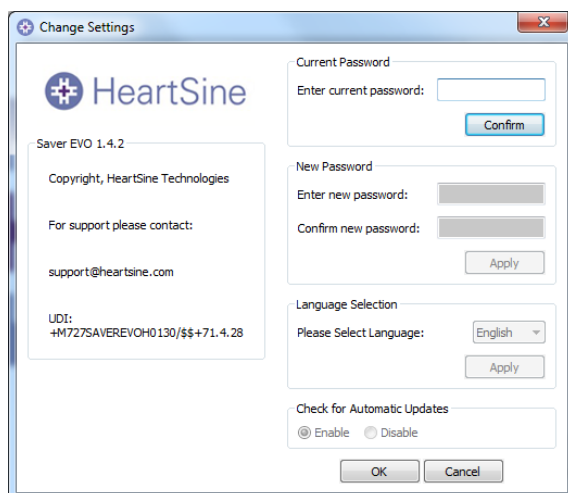 Change Settings
HeartSine
Saver EVO 1.4.2
Copyright, HeartSine Technologies
For support please contact:
support@heartsine.com
UDI:
+M727SAVEREVOH0130/$$+71.4.28
Current Password
Enter current password:
Confirm
New Password
Enter new password:
Confirm new password:
Apply
Language Selection
Please Select Language:
English
Apply
Check for Automatic Updates
Enable
Disable
OK
Cancel